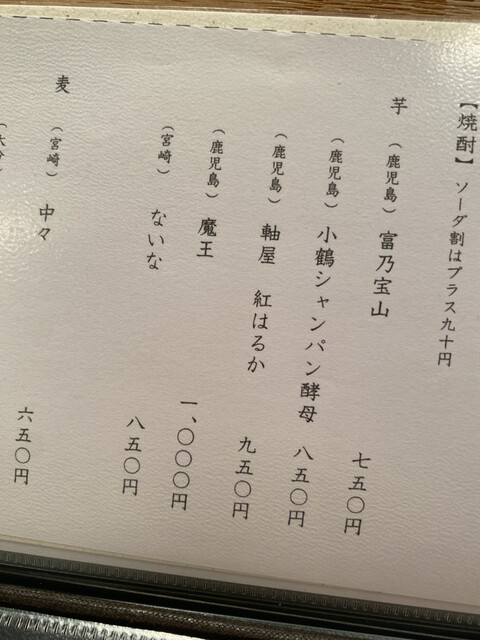 【焼酎】 ソーダ割はプラス九十円
芋 (鹿児島) 富乃宝山 七五〇円
(鹿児島) 小鶴シャンパン酵母 八五〇円
(鹿児島) 軸屋 紅はるか 九五〇円
(鹿児島) 魔王 一、〇〇〇円
(宮崎) ないな 八五〇円
麦 (宮崎) 中々 六五〇円